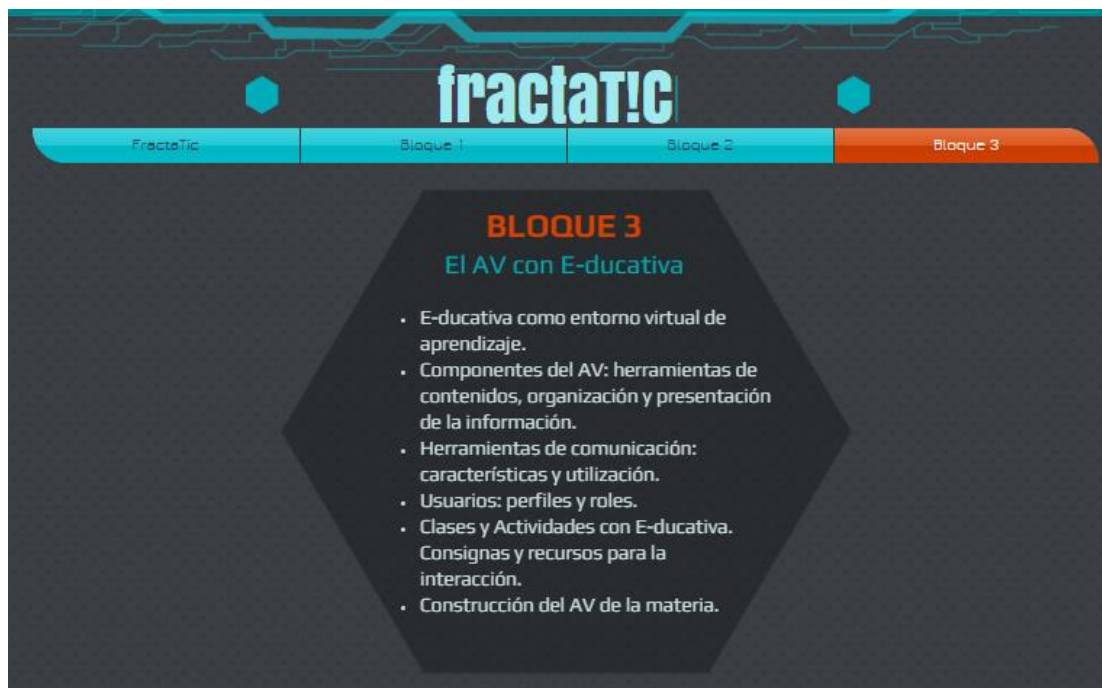 fractaT!C
FractaTic
Bloque 1
Bloque 2
Bloque 3
BLOQUE 3
El AV con E-ducativa
• E-ducativa como entorno virtual de
aprendizaje.
• Componentes del AV: herramientas de
contenidos, organización y presentación
de la información.
• Herramientas de comunicación:
características y utilización.
• Usuarios: perfiles y roles.
• Clases y Actividades con E-ducativa.
Consignas y recursos para la
interacción.
• Construcción del AV de la materia.